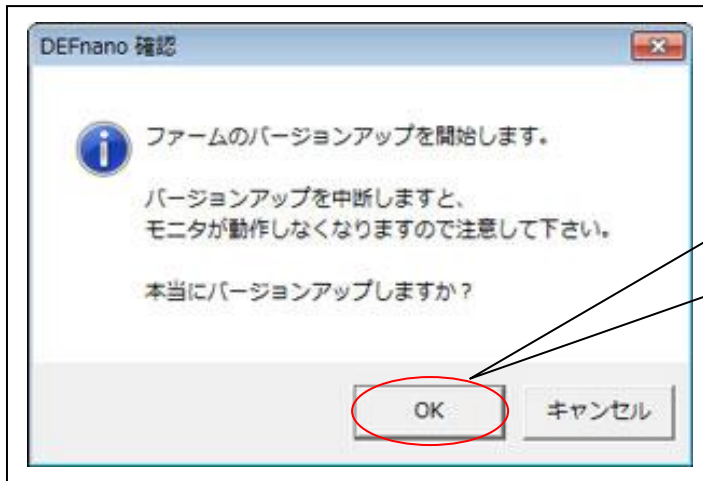 DEFnano 確認
ファームのバージョンアップを開始します。
バージョンアップを中断しますと、
モニタが動作しなくなりますので注意して下さい。
本当にバージョンアップしますか？
OK
キャンセル